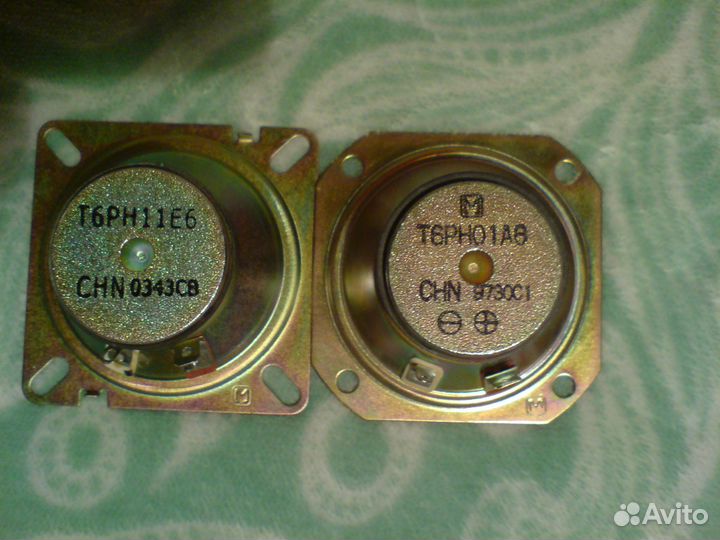 T6PH11E6
CHN 0343CB
M
T6PH01A6
CHN 9730C1
⊖ ⊕
M
(M)
Avito